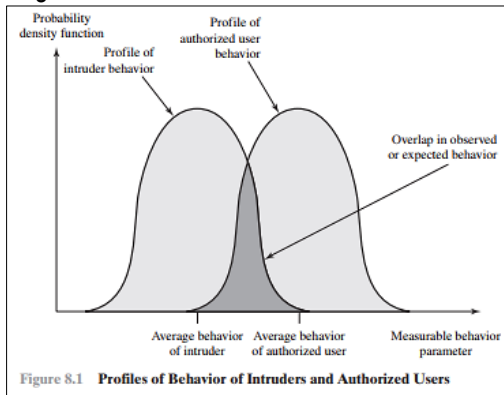 Probability
density function
Profile of
intruder behavior
Profile of
authorized user
behavior
Overlap in observed
or expected behavior
Average behavior
of intruder
Average behavior
of authorized user
Measurable behavior
parameter
Figure 8.1 Profiles of Behavior of Intruders and Authorized Users